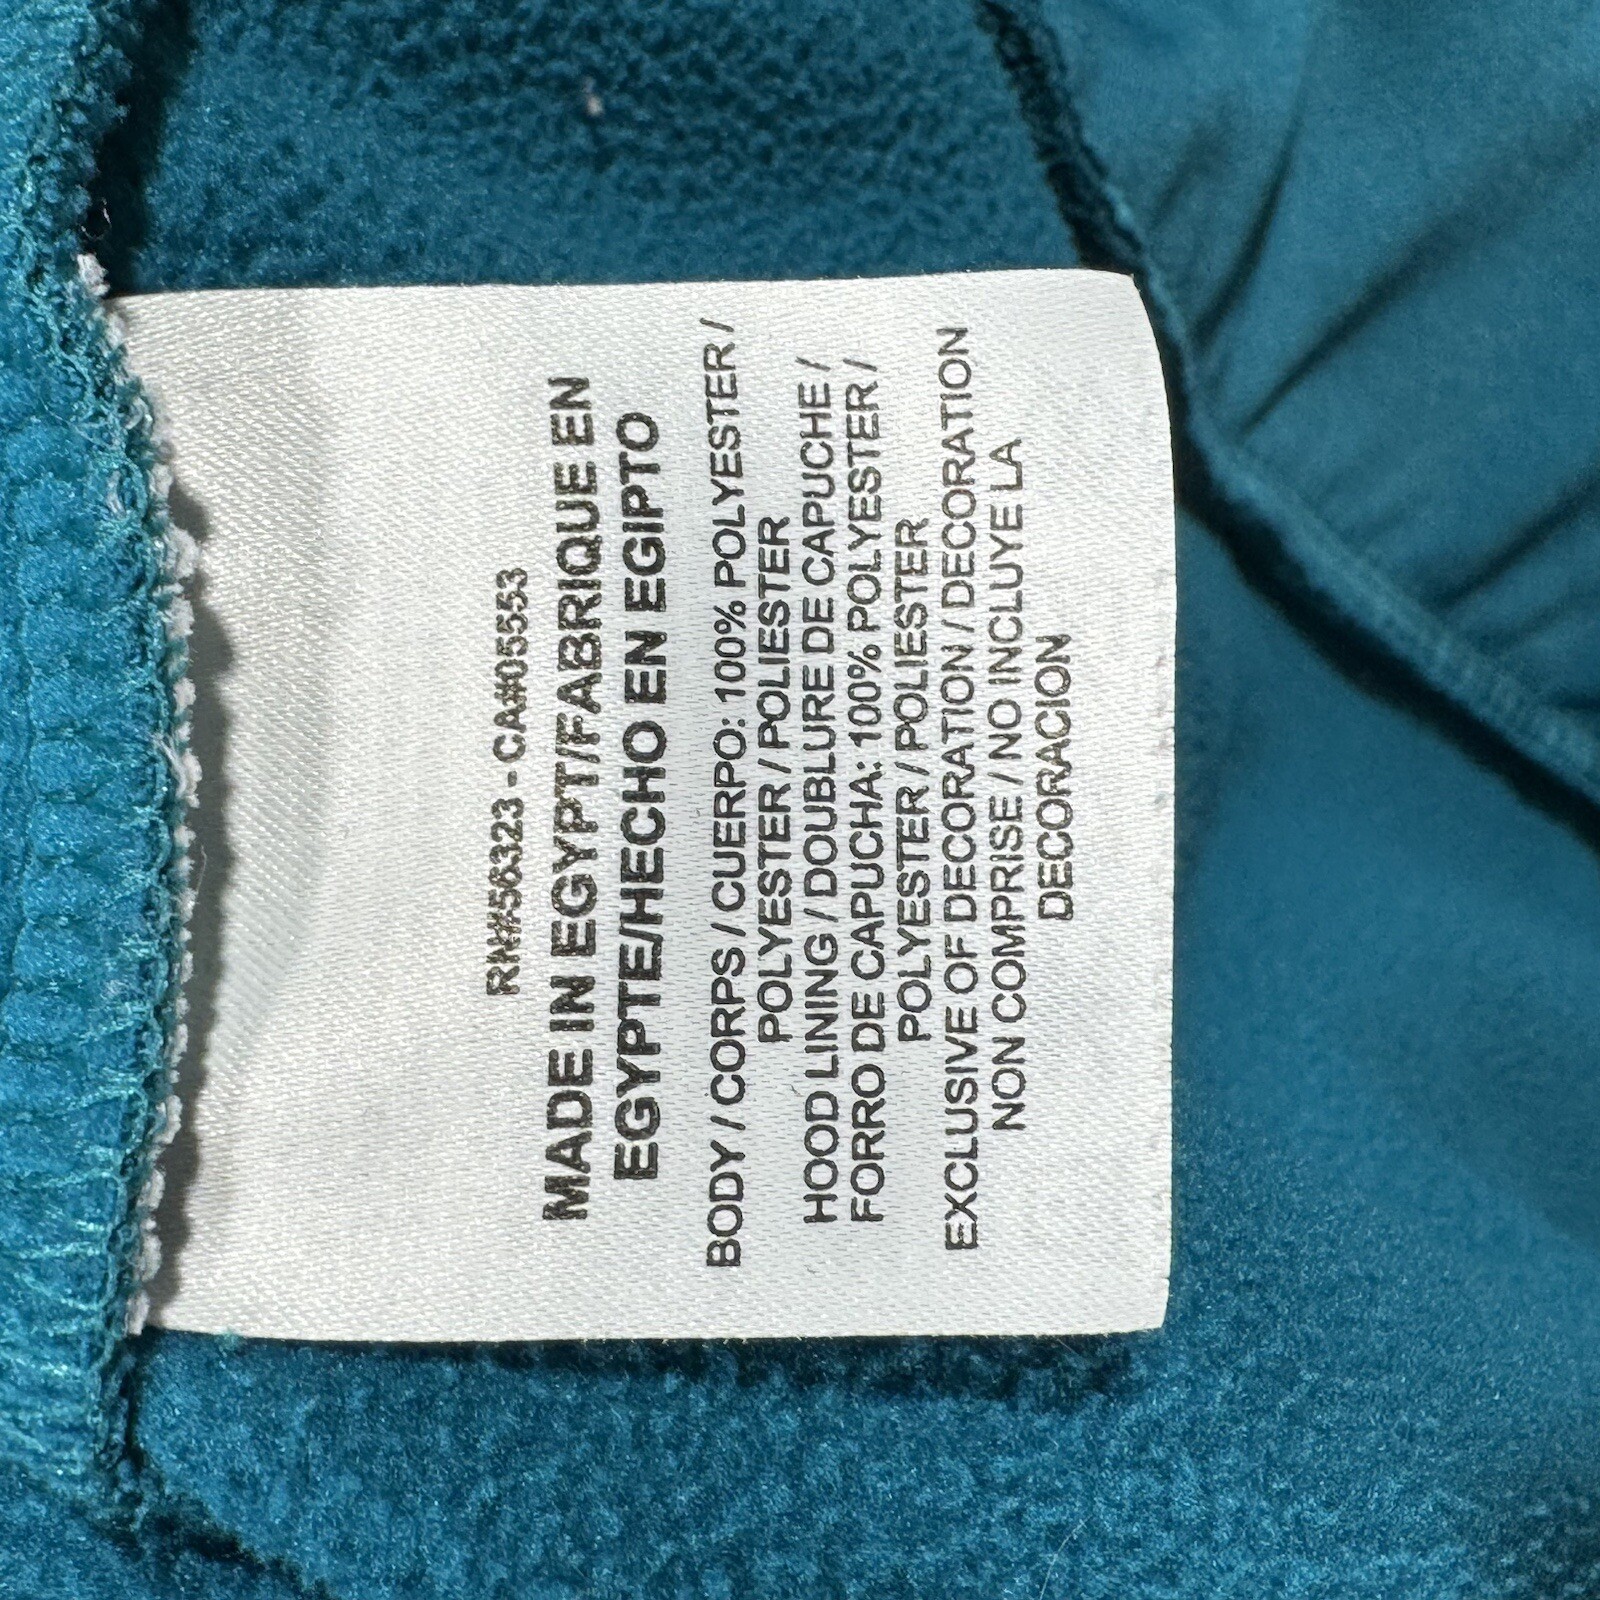 RN#56323 - CA#05553
MADE IN EGYPT/FABRIQUE EN
EGYPTE/HECHO EN EGIPTO
BODY / CORPS / CUERPO: 100% POLYESTER /
POLYESTER / POLIESTER
HOOD LINING / DOUBLURE DE CAPUCHE /
FORRO DE CAPUCHA: 100% POLYESTER /
POLYESTER / POLIESTER
EXCLUSIVE OF DECORATION / DECORATION
NON COMPRISE / NO INCLUYE LA
DECORACION